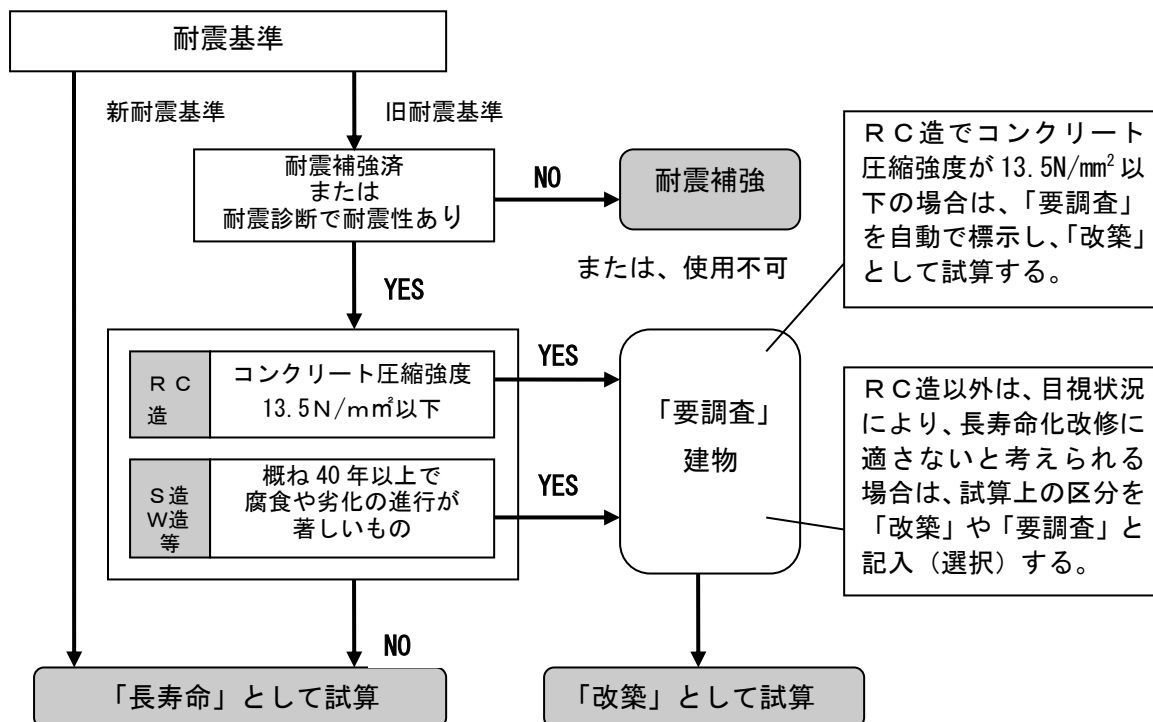 耐震基準
新耐震基準
旧耐震基準
耐震補強済
または
耐震診断で耐震性あり
NO
耐震補強
または、使用不可
YES
RC造でコンクリート
圧縮強度が 13.5N/mm²以
下の場合は、「要調査」
を自動で標示し、「改築」
として試算する。
RC
造
コンクリート圧縮強度
13.5N/m㎡以下
YES
S造
W造
等
概ね 40 年以上で
腐食や劣化の進行が
著しいもの
YES
「要調査」
建物
RC造以外は、目視状況
により、長寿命化改修に
適さないと考えられる
場合は、試算上の区分を
「改築」や「要調査」と
記入（選択）する。
NO
「長寿命」として試算
「改築」として試算